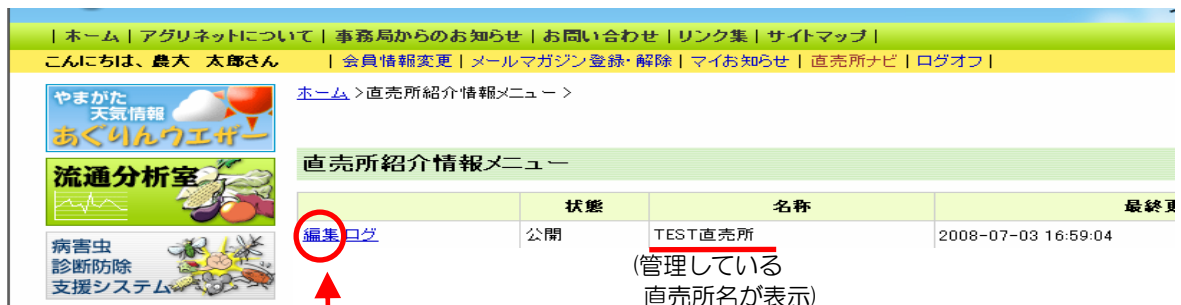 | ホーム | アグリネットについて | 事務局からのお知らせ | お問い合わせ | リンク集 | サイトマップ |
こんにちは、農大 太郎さん | 会員情報変更 | メールマガジン登録・解除 | マイお知らせ | 直売所ナビ | ログオフ |
やまがた
天気情報
あぐりんウエザー
ホーム >直売所紹介情報メニュー >
流通分析室
直売所紹介情報メニュー
状態 名称 最終更
編集 ログ 公開 TEST直売所 2008-07-03 16:59:04
(管理している
直売所名が表示)
病害虫
診断防除
支援システム